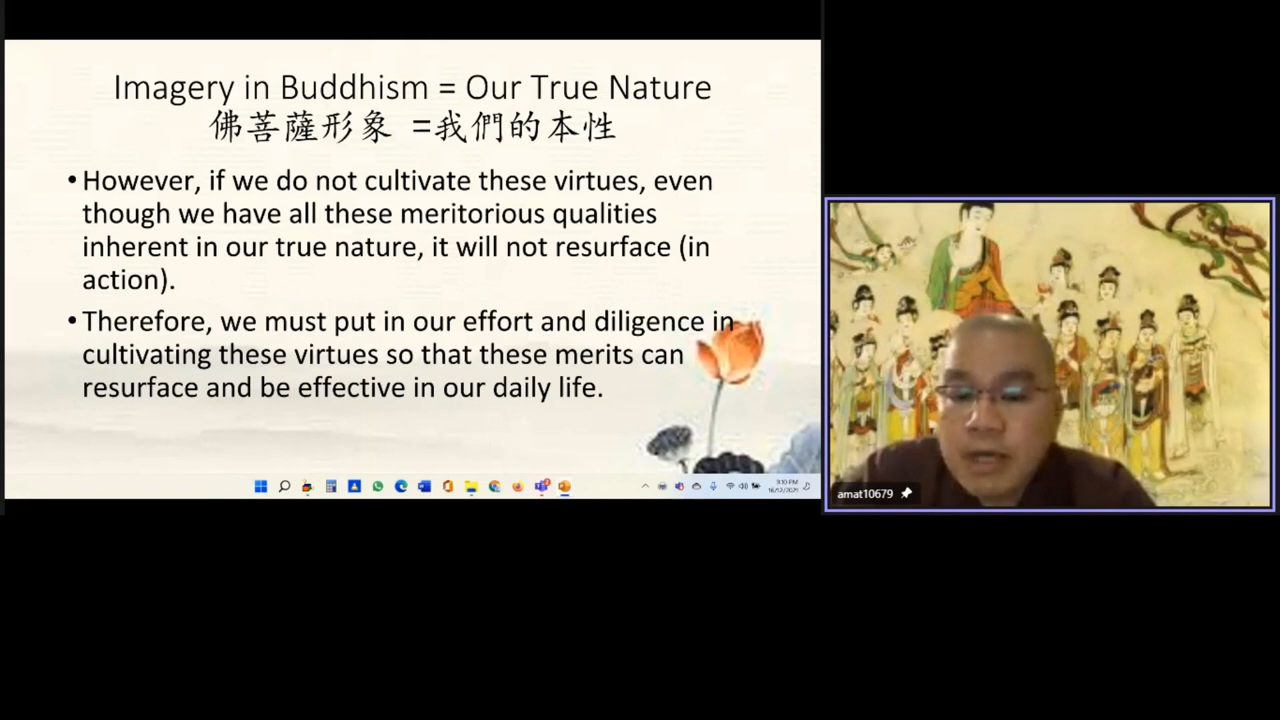 Imagery in Buddhism = Our True Nature
佛菩薩形象 =我們的本性
• However, if we do not cultivate these virtues, even
though we have all these meritorious qualities
inherent in our true nature, it will not resurface (in
action).
• Therefore, we must put in our effort and diligence in
cultivating these virtues so that these merits can
resurface and be effective in our daily life.
9:10 PM
amat10679